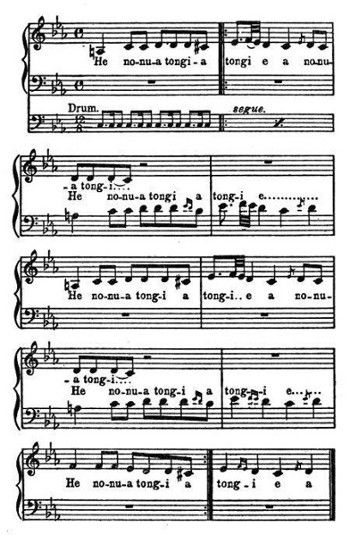 He no-nu-a tongi-a tongi e a no-nu
Drum. segue.
- a tong-i....
He no-nu-a tong-i a tong-i e.............
He no-nu-a tong-i a tong-i.. e a no-nu-
- a tong-i....
He no-nu-a tong-i a tong-i e.......
He no-nu-a tong-i a tong-i e a